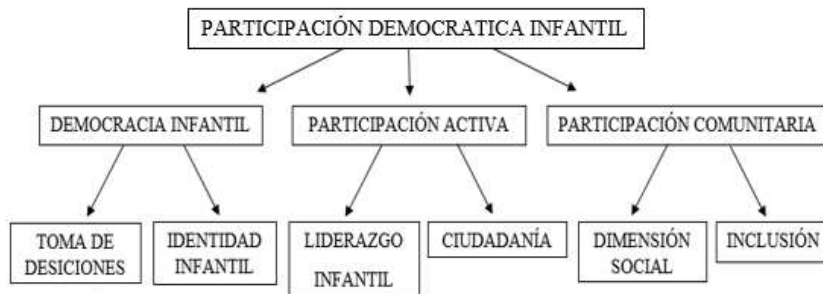 PARTICIPACIÓN DEMOCRATICA INFANTIL
DEMOCRACIA INFANTIL
PARTICIPACIÓN ACTIVA
PARTICIPACIÓN COMUNITARIA
TOMA DE
DESICIONES
IDENTIDAD
INFANTIL
LIDERAZGO
INFANTIL
CIUDADANÍA
DIMENSIÓN
SOCIAL
INCLUSIÓN